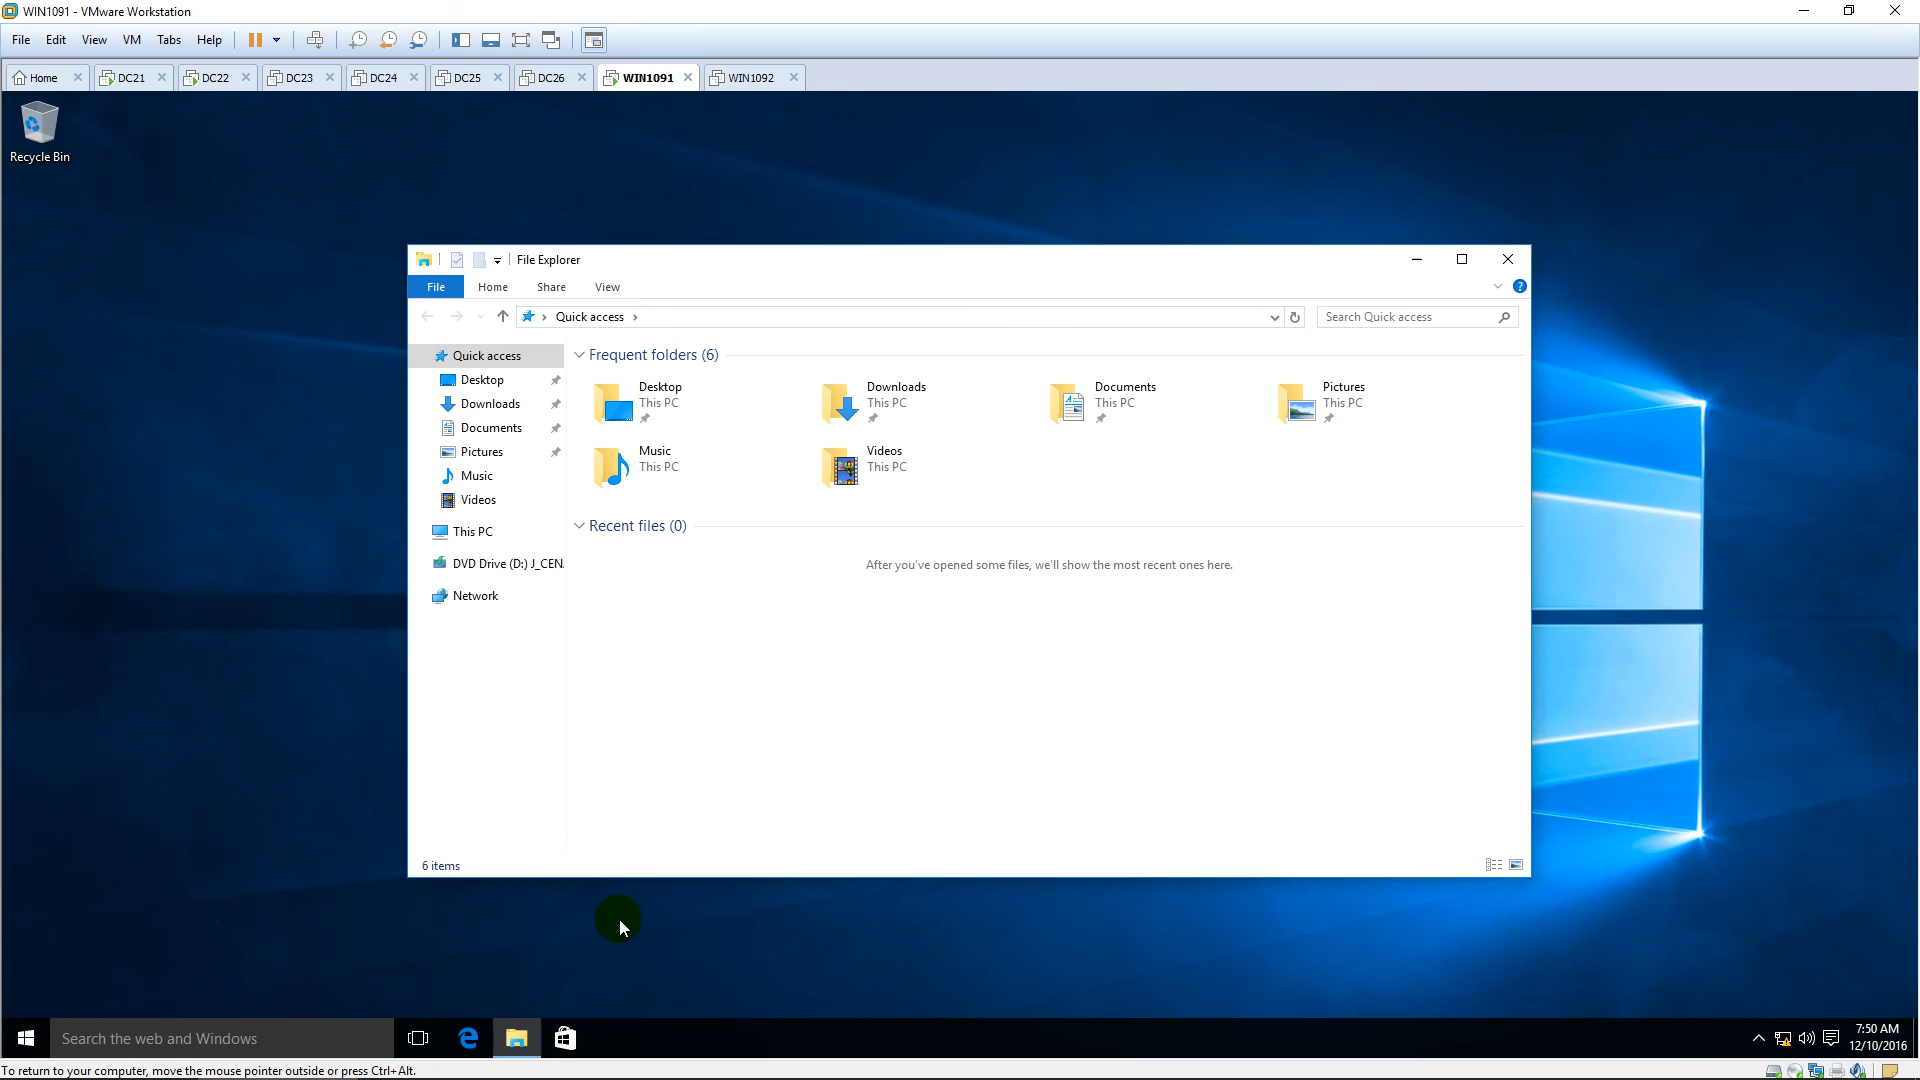 WIN1091 - VMware Workstation
File Edit View VM Tabs Help
Home DC21 DC22 DC23 DC24 DC25 DC26 WIN1091 WIN1092
Recycle Bin
File Explorer
File Home Share View
Quick access
Search Quick access
Quick access
Desktop
Downloads
Documents
Pictures
Music
Videos
This PC
DVD Drive (D:) J_CEN
Network
Frequent folders (6)
Desktop
This PC
Downloads
This PC
Documents
This PC
Pictures
This PC
Music
This PC
Videos
This PC
Recent files (0)
After you've opened some files, we'll show the most recent ones here.
6 items
Search the web and Windows
7:50 AM
12/10/2016
To return to your computer, move the mouse pointer outside or press Ctrl+Alt.